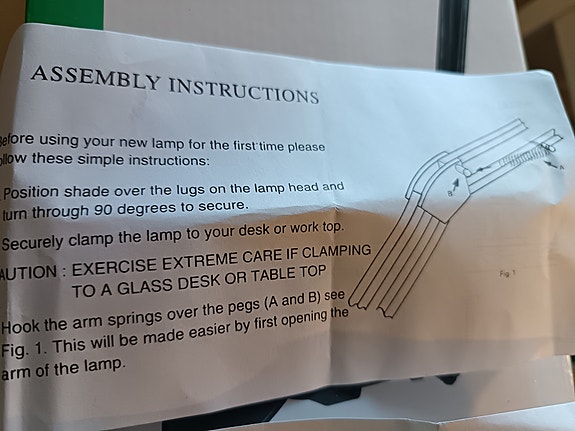 ASSEMBLY INSTRUCTIONS
efore using your new lamp for the first time please
llow these simple instructions:
Position shade over the lugs on the lamp head and
turn through 90 degrees to secure.
Securely clamp the lamp to your desk or work top.
AUTION : EXERCISE EXTREME CARE IF CLAMPING
TO A GLASS DESK OR TABLE TOP
Hook the arm springs over the pegs (A and B) see
Fig. 1. This will be made easier by first opening the
arm of the lamp.
A
B
Fig. 1